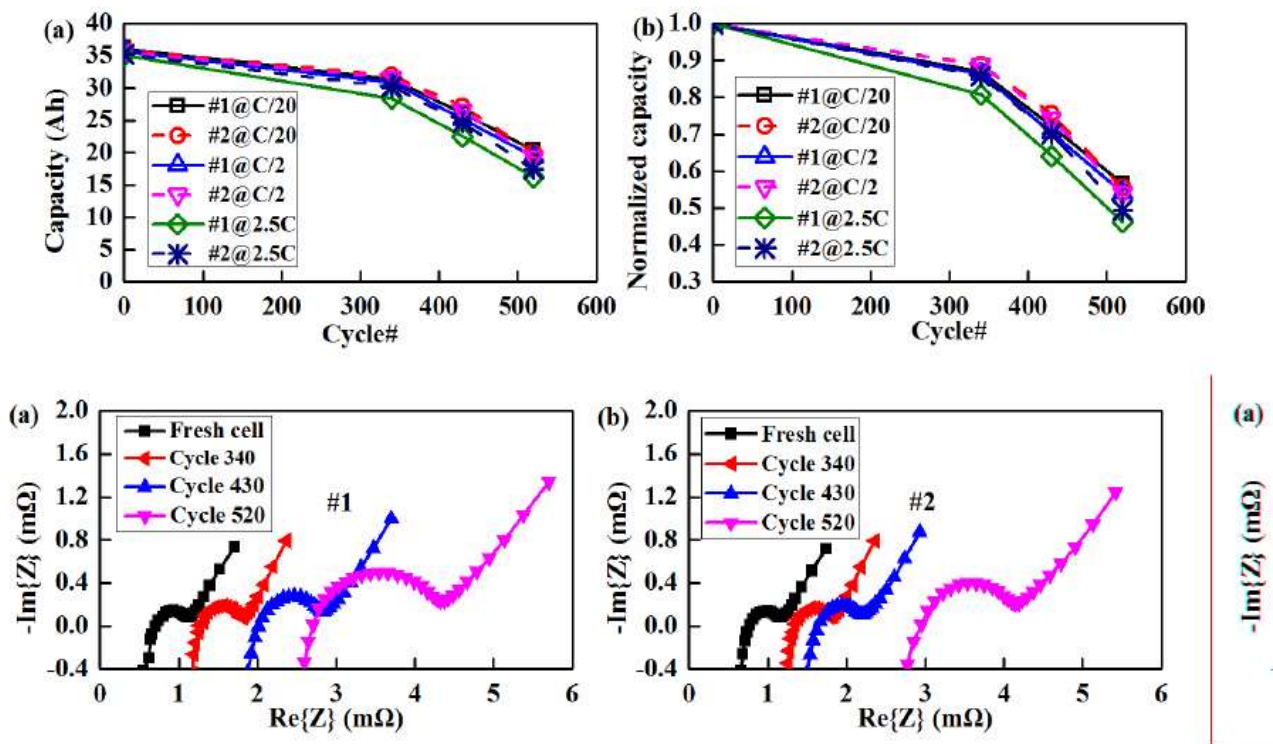 (a)
Capacity (Ah)
40
35
30
25
20
15
10
5
0
#1@C/20
#2@C/20
#1@C/2
#2@C/2
#1@2.5C
#2@2.5C
0 100 200 300 400 500 600
Cycle#
(b)
Normalized capacity
1.0
0.9
0.8
0.7
0.6
0.5
0.4
0.3
#1@C/20
#2@C/20
#1@C/2
#2@C/2
#1@2.5C
#2@2.5C
0 100 200 300 400 500 600
Cycle#
(a)
-Im{Z} (mΩ)
2.0
1.6
1.2
0.8
0.4
0.0
-0.4
Fresh cell
Cycle 340
Cycle 430
Cycle 520
#1
0 1 2 3 4 5 6
Re{Z} (mΩ)
(b)
-Im{Z} (mΩ)
2.0
1.6
1.2
0.8
0.4
0.0
-0.4
Fresh cell
Cycle 340
Cycle 430
Cycle 520
#2
0 1 2 3 4 5 6
Re{Z} (mΩ)
(a)
-Im{Z} (mΩ)